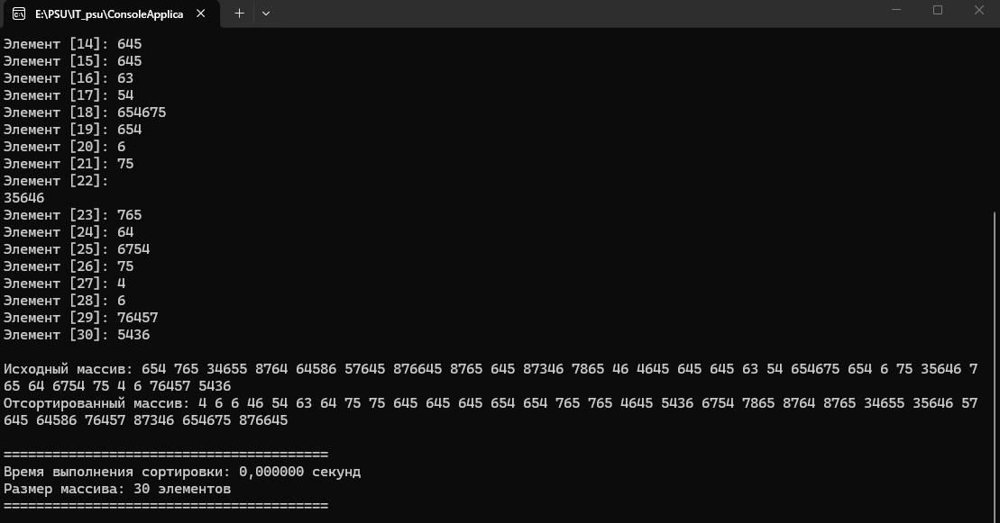 E:\PSU\IT_psu\ConsoleApplica
Элемент [14]: 645
Элемент [15]: 645
Элемент [16]: 63
Элемент [17]: 54
Элемент [18]: 654675
Элемент [19]: 654
Элемент [20]: 6
Элемент [21]: 75
Элемент [22]:
35646
Элемент [23]: 765
Элемент [24]: 64
Элемент [25]: 6754
Элемент [26]: 75
Элемент [27]: 4
Элемент [28]: 6
Элемент [29]: 76457
Элемент [30]: 5436
Исходный массив: 654 765 34655 8764 64586 57645 876645 8765 645 87346 7865 46 4645 645 645 63 54 654675 654 6 75 35646 7
65 64 6754 75 4 6 76457 5436
Отсортированный массив: 4 6 6 46 54 63 64 75 75 645 645 645 654 654 765 765 4645 5436 6754 7865 8764 8765 34655 35646 57
645 64586 76457 87346 654675 876645
========================================
Время выполнения сортировки: 0,000000 секунд
Размер массива: 30 элементов
========================================